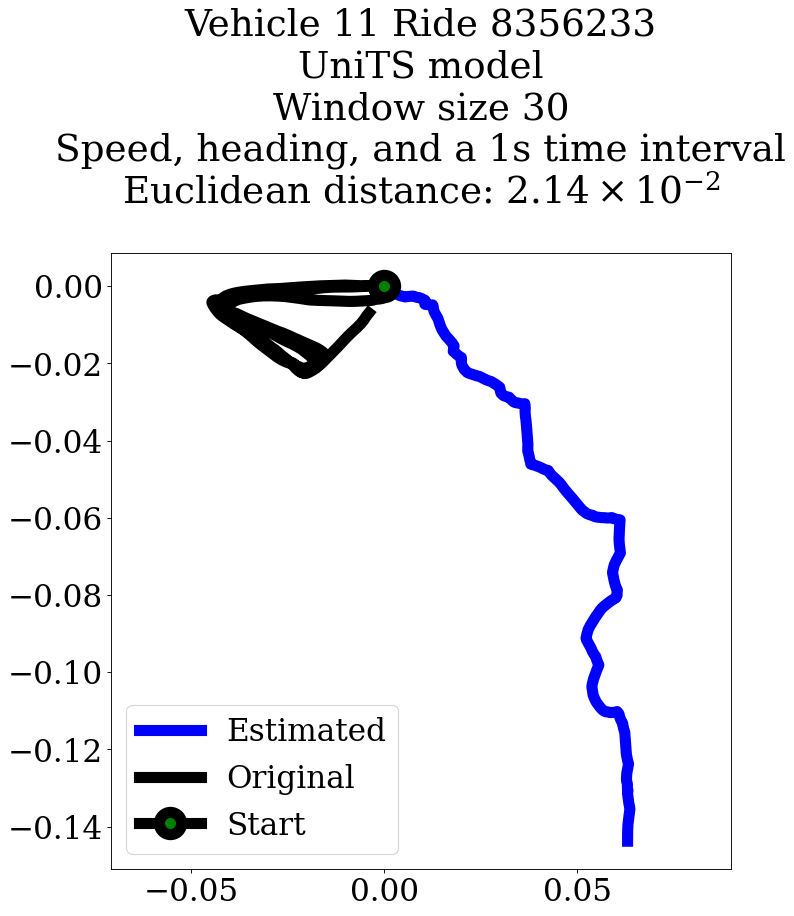 Vehicle 11 Ride 8356233
UniTS model
Window size 30
Speed, heading, and a 1s time interval
Euclidean distance: 2.14 × 10⁻²
0.00
−0.02
−0.04
−0.06
−0.08
−0.10
−0.12
−0.14
Estimated
Original
Start
−0.05 0.00 0.05